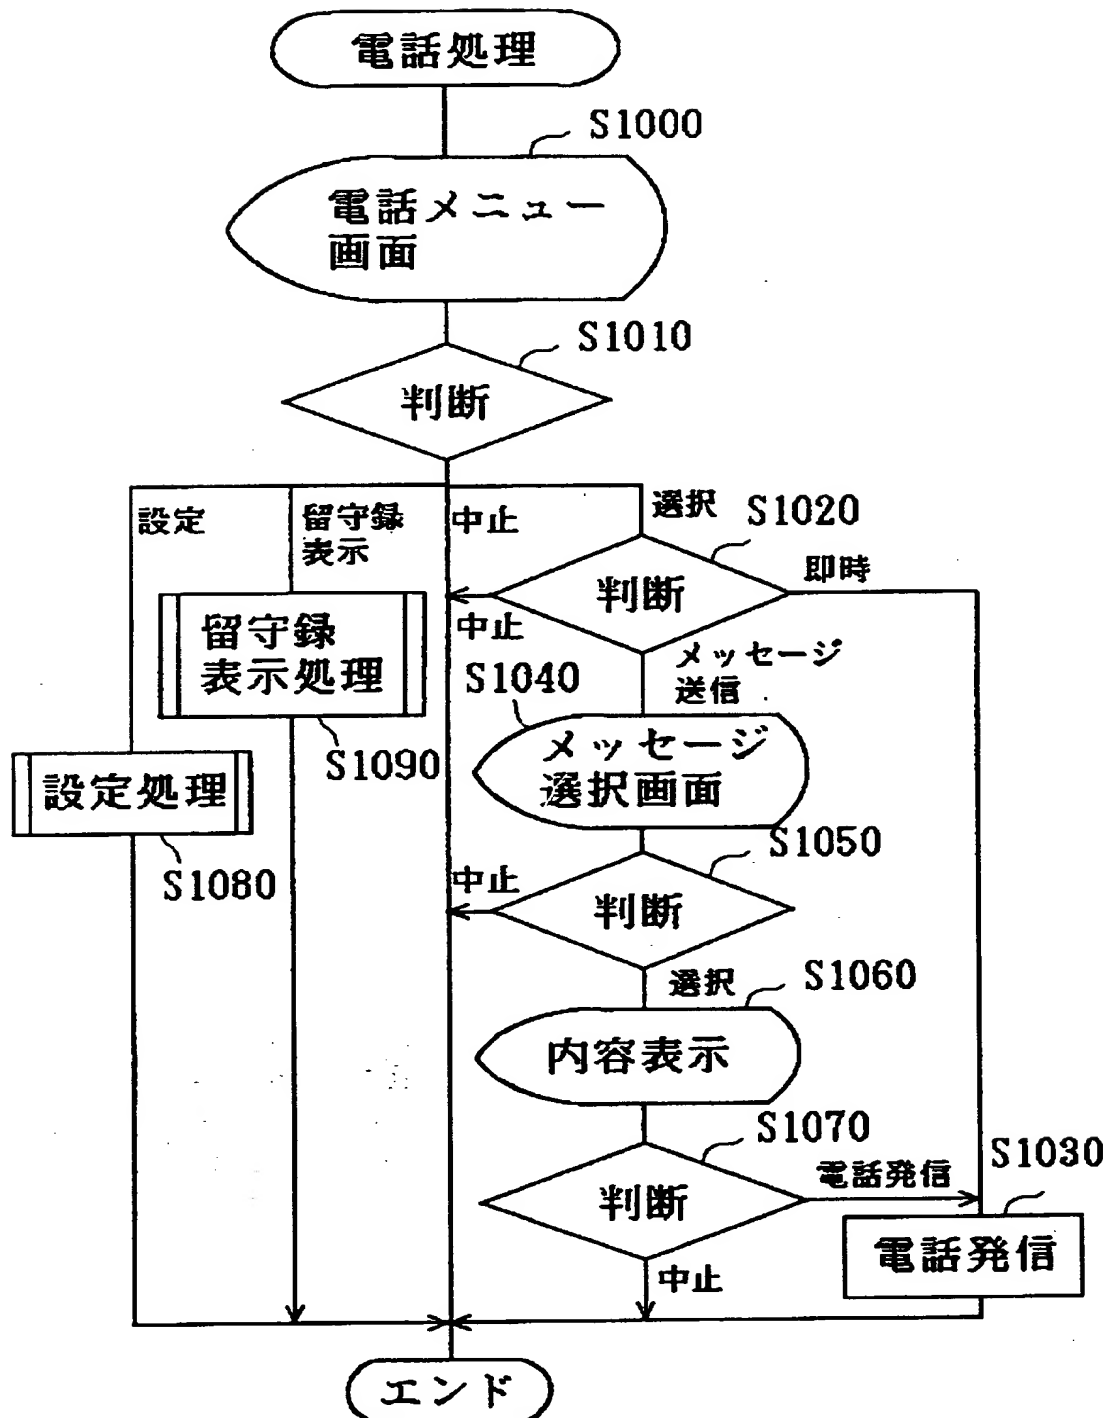 電話処理
S1000
電話メニュー
画面
S1010
判断
設定
留守録
表示
中止
選択
S1020
判断
即時
中止
留守録
表示処理
S1090
メッセージ
送信
S1040
メッセージ
選択画面
設定処理
S1080
S1050
中止
判断
選択
S1060
内容表示
S1070
判断
電話発信
S1030
電話発信
中止
エンド